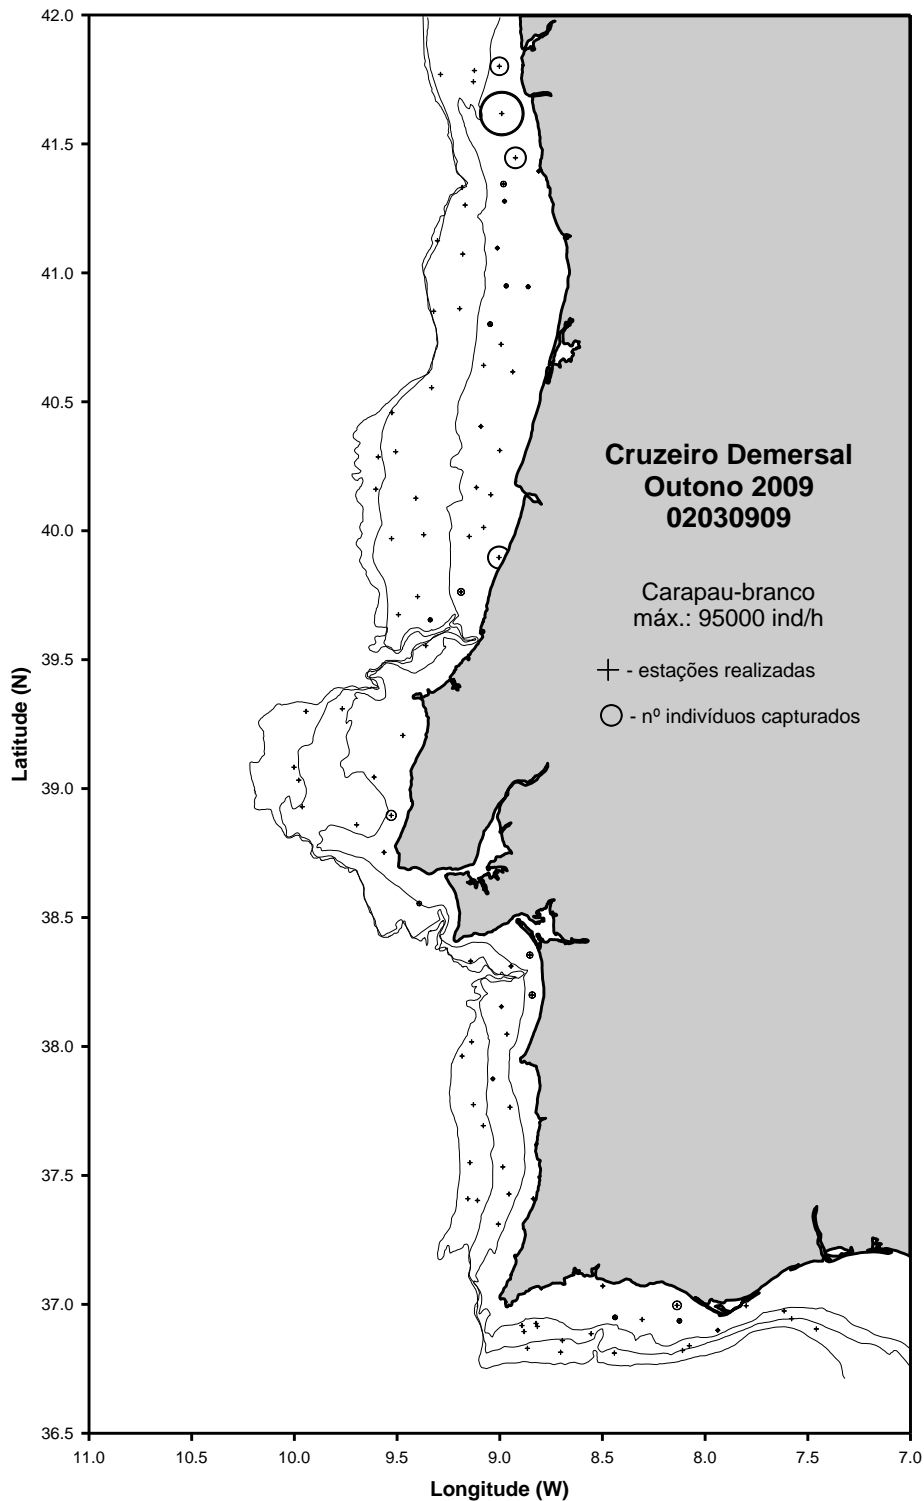 42.0
41.5
41.0
40.5
40.0
39.5
39.0
38.5
38.0
37.5
37.0
36.5
Latitude (N)
Cruzeiro Demersal
Outono 2009
02030909
Carapau-branco
máx.: 95000 ind/h
- estações realizadas
- nº indivíduos capturados
11.0 10.5 10.0 9.5 9.0 8.5 8.0 7.5 7.0
Longitude (W)